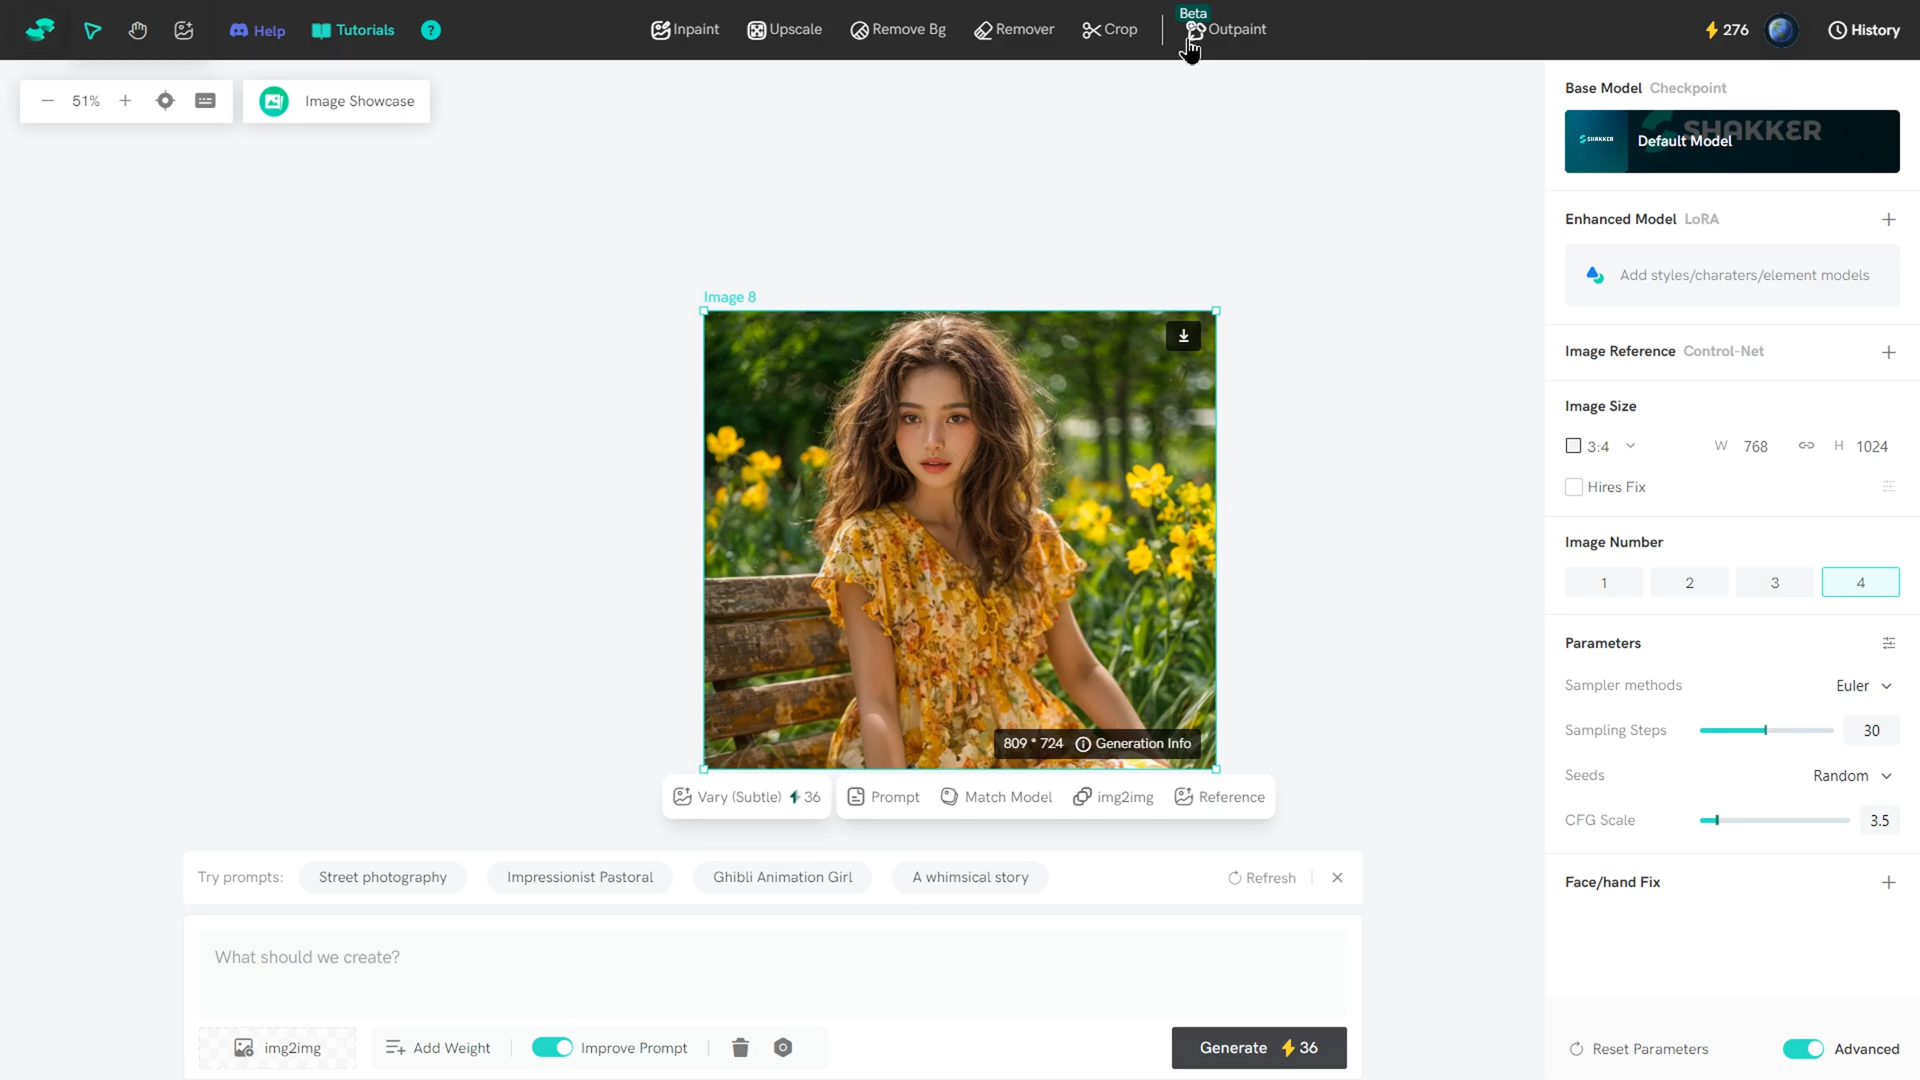 Help
Tutorials
?
Inpaint
Upscale
Remove Bg
Remover
Crop
Beta
Outpaint
276
History
51%
Image Showcase
Base Model Checkpoint
SHAKKER
SHAKKER
Default Model
Enhanced Model LoRA
Add styles/charaters/element models
Image Reference Control-Net
Image Size
3:4
W 768
H 1024
Hires Fix
Image Number
1 2 3 4
Parameters
Sampler methods Euler
Sampling Steps 30
Seeds Random
CFG Scale 3.5
Face/hand Fix
Reset Parameters
Advanced
Image 8
809 * 724 Generation Info
Vary (Subtle) 36
Prompt
Match Model
img2img
Reference
Try prompts: Street photography Impressionist Pastoral Ghibli Animation Girl A whimsical story Refresh
What should we create?
img2img
Add Weight
Improve Prompt
Generate 36